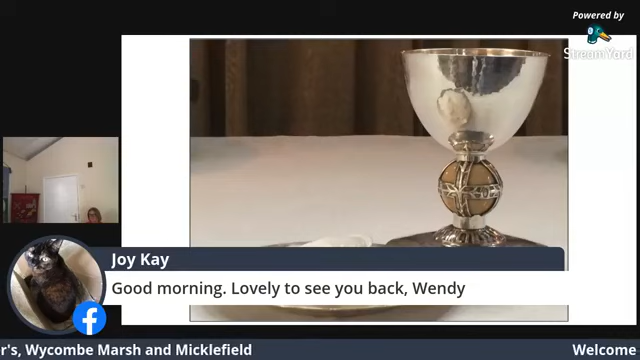 Powered by
StreamYard
Joy Kay
Good morning. Lovely to see you back, Wendy
r's, Wycombe Marsh and Micklefield
Welcome